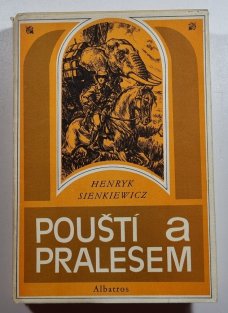 HENRYK
SIENKIEWICZ
POUŠTÍ a
PRALESEM
Albatros